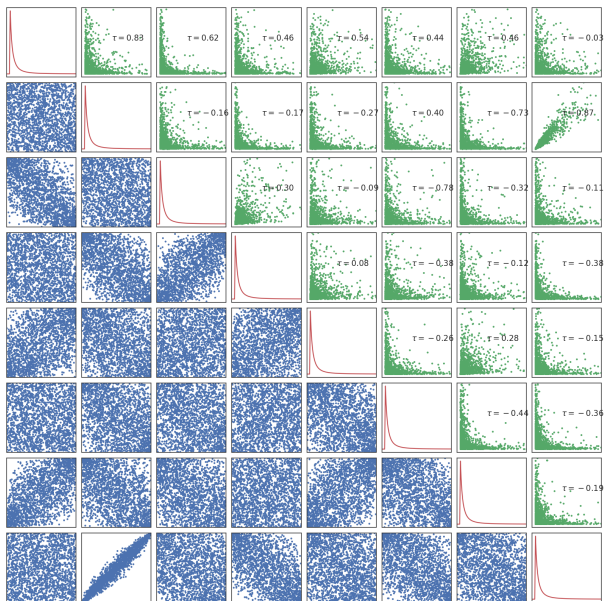 τ = 0.83
τ = 0.62
τ = 0.46
τ = 0.54
τ = 0.44
τ = 0.46
τ = −0.03
τ = −0.16
τ = −0.17
τ = −0.27
τ = 0.40
τ = −0.73
τ = 0.87
τ = 0.30
τ = −0.09
τ = −0.78
τ = −0.32
τ = −0.11
τ = 0.08
τ = −0.38
τ = −0.12
τ = −0.38
τ = −0.26
τ = 0.28
τ = −0.15
τ = −0.44
τ = −0.36
τ = −0.19